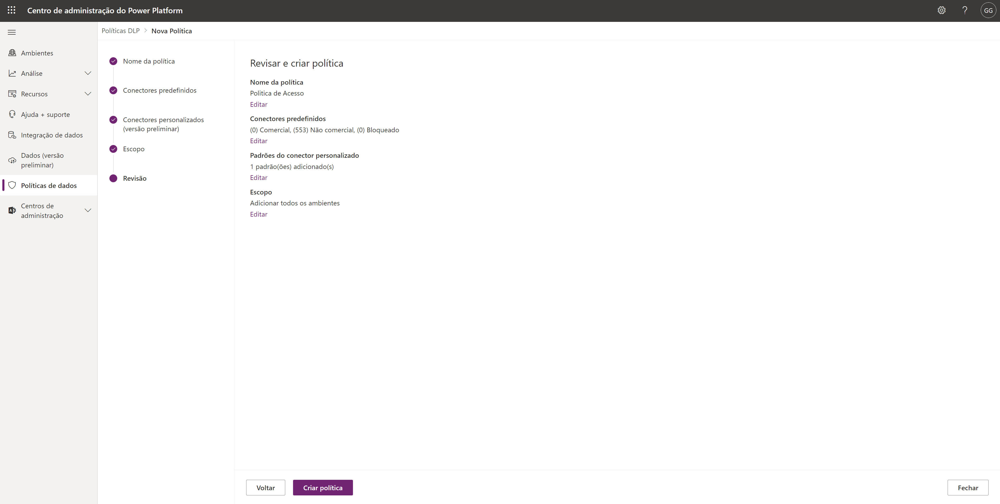 Centro de administração do Power Platform
GG
Ambientes
Análise
Recursos
Ajuda + suporte
Integração de dados
Dados (versão
preliminar)
Políticas de dados
Centros de
administração
Políticas DLP > Nova Política
Nome da política
Conectores predefinidos
Conectores personalizados
(versão preliminar)
Escopo
Revisão
Revisar e criar política
Nome da política
Politica de Acesso
Editar
Conectores predefinidos
(0) Comercial, (553) Não comercial, (0) Bloqueado
Editar
Padrões do conector personalizado
1 padrão(ões) adicionado(s)
Editar
Escopo
Adicionar todos os ambientes
Editar
Voltar
Criar política
Fechar